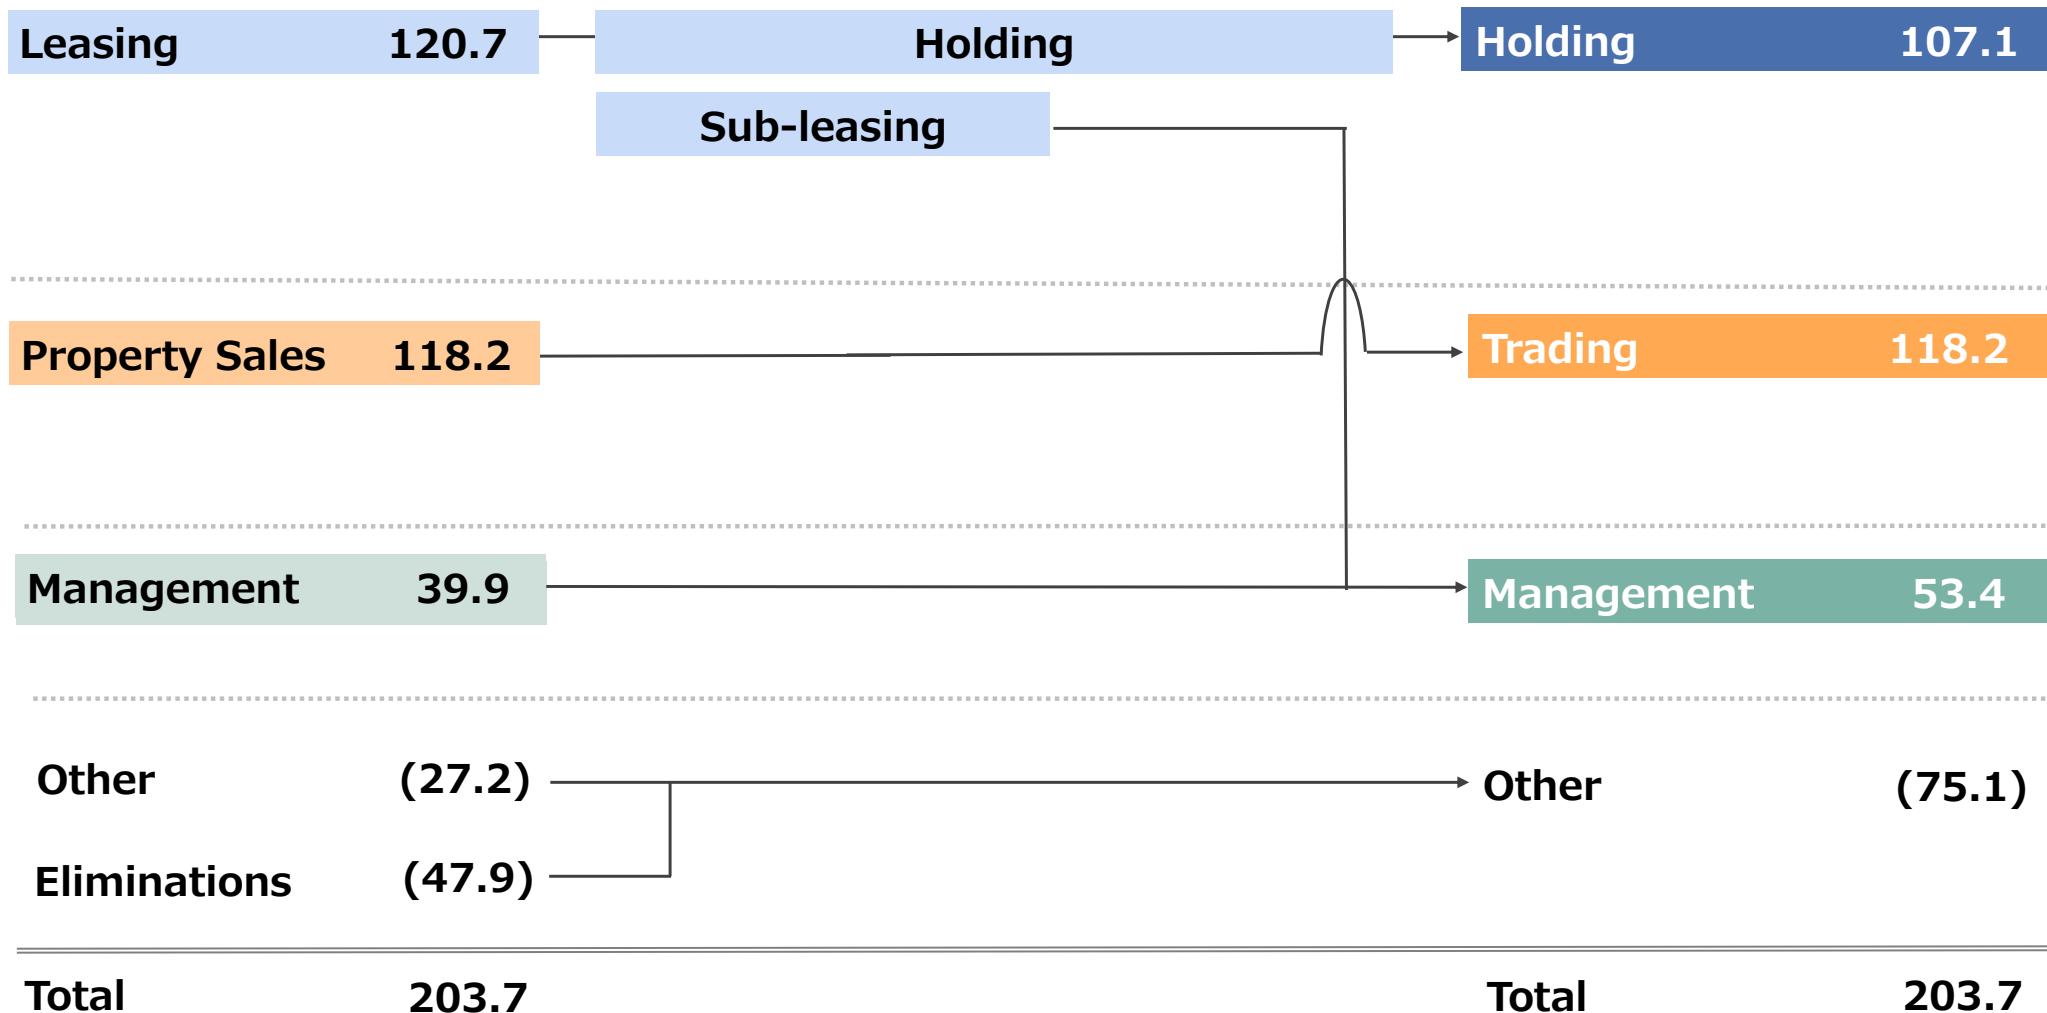 Leasing 120.7 Holding Holding 107.1
Sub-leasing
Property Sales 118.2 Trading 118.2
Management 39.9 Management 53.4
Other (27.2) Other (75.1)
Eliminations (47.9)
Total 203.7 Total 203.7